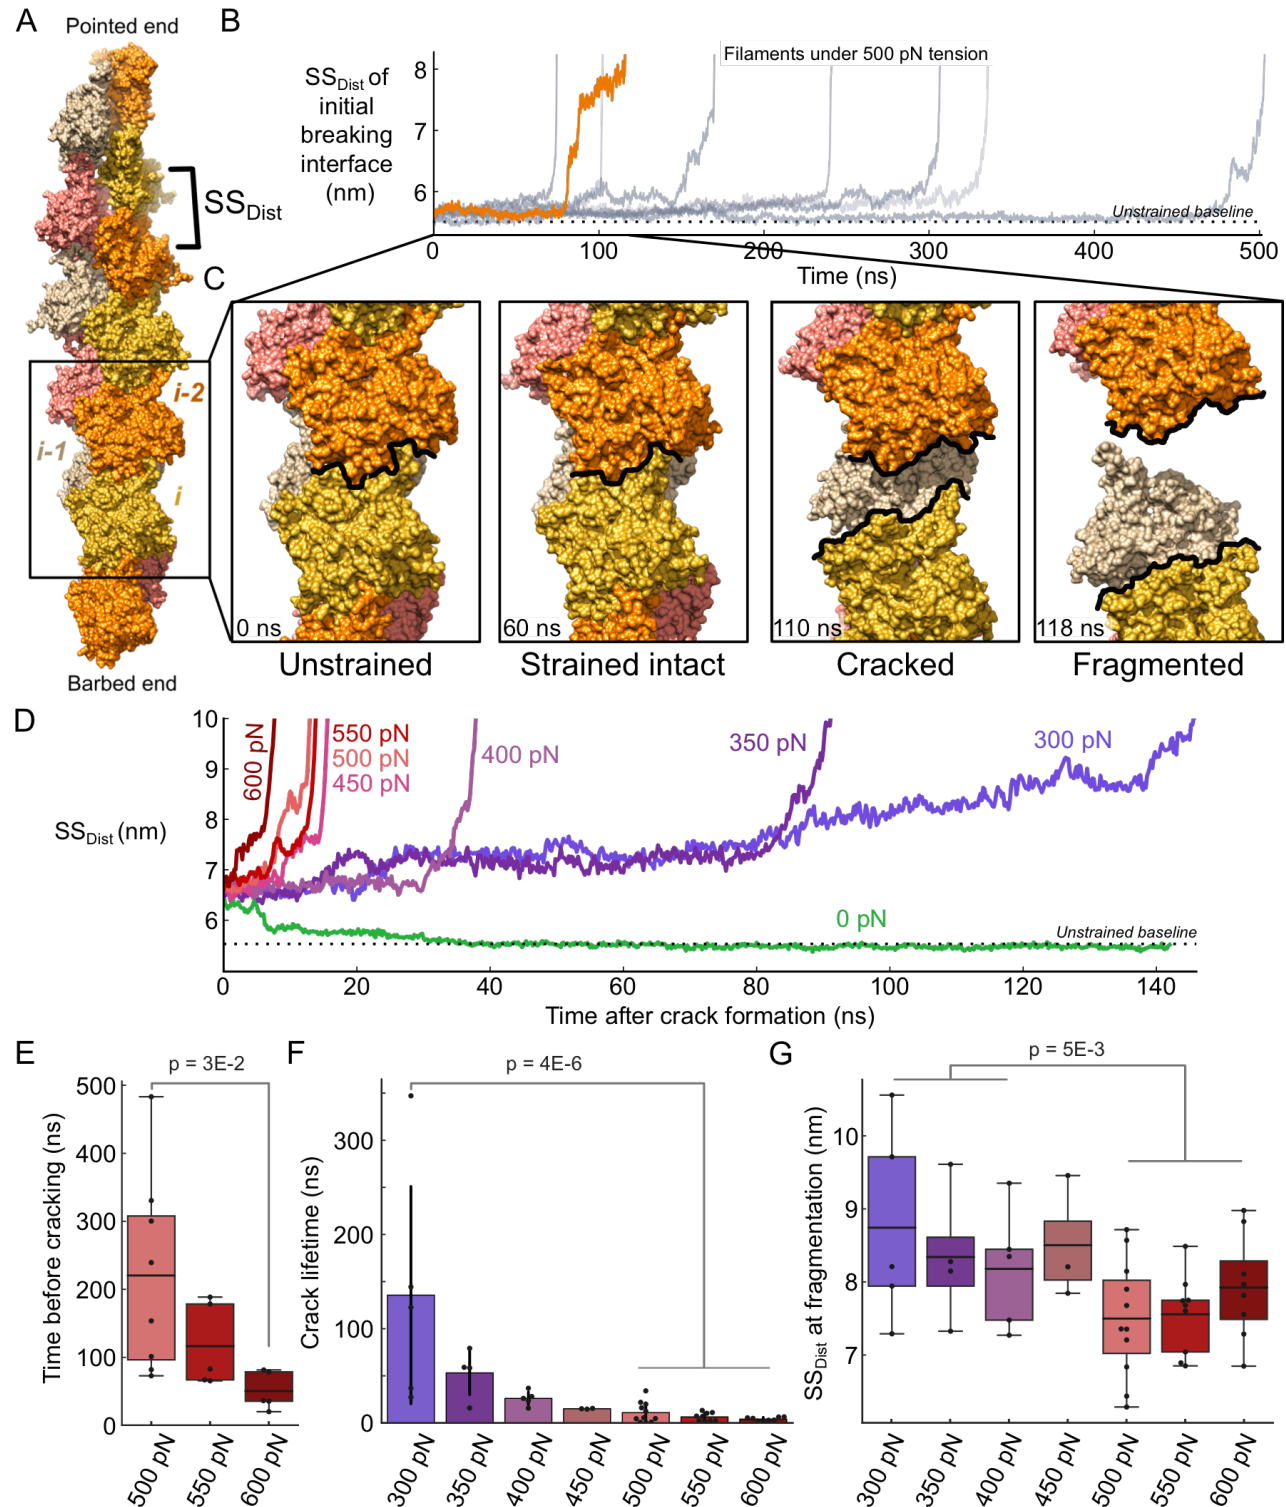 A
Pointed end
SSDist
i-2
i-1
i
Barbed end
B
SSDist of
initial
breaking
interface
(nm)
8
7
6
Filaments under 500 pN tension
Unstrained baseline
0
100
200
300
400
500
Time (ns)
C
0 ns
60 ns
110 ns
118 ns
Unstrained
Strained intact
Cracked
Fragmented
D
SSDist (nm)
10
9
8
7
6
600 pN
550 pN
500 pN
450 pN
400 pN
350 pN
300 pN
0 pN
Unstrained baseline
0
20
40
60
80
100
120
140
Time after crack formation (ns)
E
p = 3E-2
Time before cracking (ns)
500
400
300
200
100
0
500 pN
550 pN
600 pN
F
p = 4E-6
Crack lifetime (ns)
300
200
100
0
300 pN
350 pN
400 pN
450 pN
500 pN
550 pN
600 pN
G
p = 5E-3
SSDist at fragmentation (nm)
10
9
8
7
300 pN
350 pN
400 pN
450 pN
500 pN
550 pN
600 pN